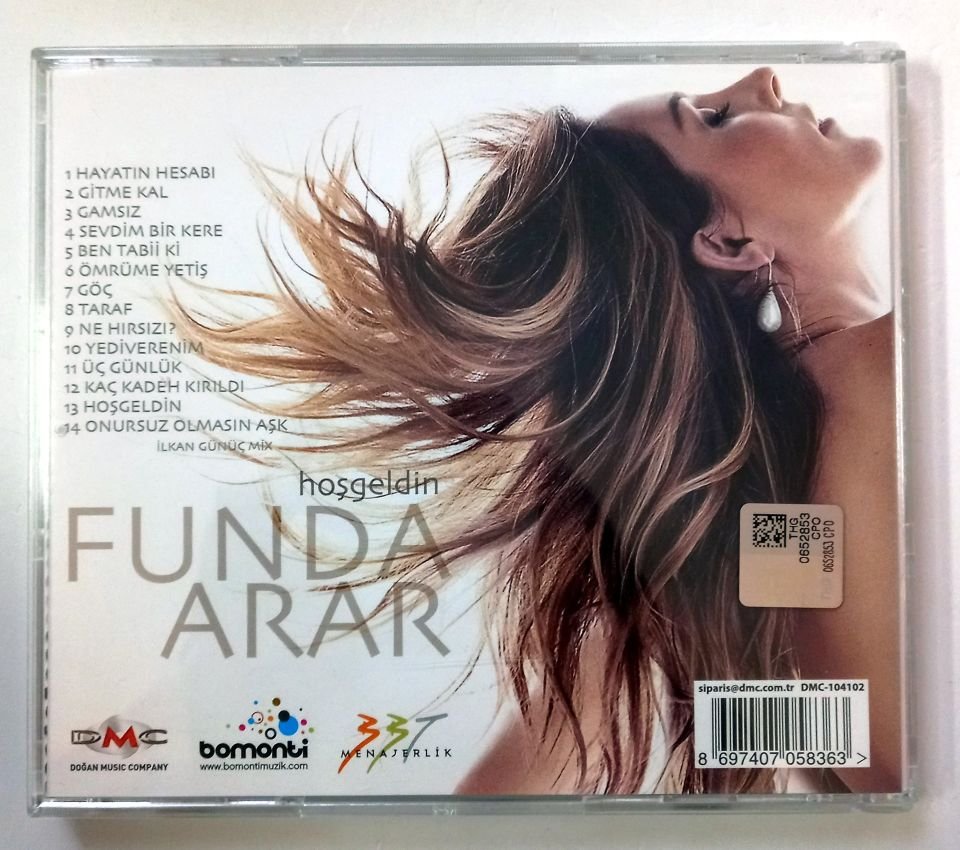 1 HAYATIN HESABI
2 GİTME KAL
3 GAMSIZ
4 SEVDİM BİR KERE
5 BEN TABİİ Kİ
6 ÖMRÜME YETİŞ
7 GÖÇ
8 TARAF
9 NE HIRSIZI?
10 YEDİVERENİM
11 ÜÇ GÜNLÜK
12 KAÇ KADEH KIRILDI
13 HOŞGELDİN
14 ONURSUZ OLMASIN AŞK
İLKAN GÜNÜÇ MİX
hoşgeldin
FUNDA
ARAR
THG
0652853
CPO
0652853 CPO
siparis@dmc.com.tr DMC-104102
8 697407 058363 >
DMC
DOĞAN MUSIC COMPANY
bomonti
www.bomontimuzik.com
33T
MENAJERLİK